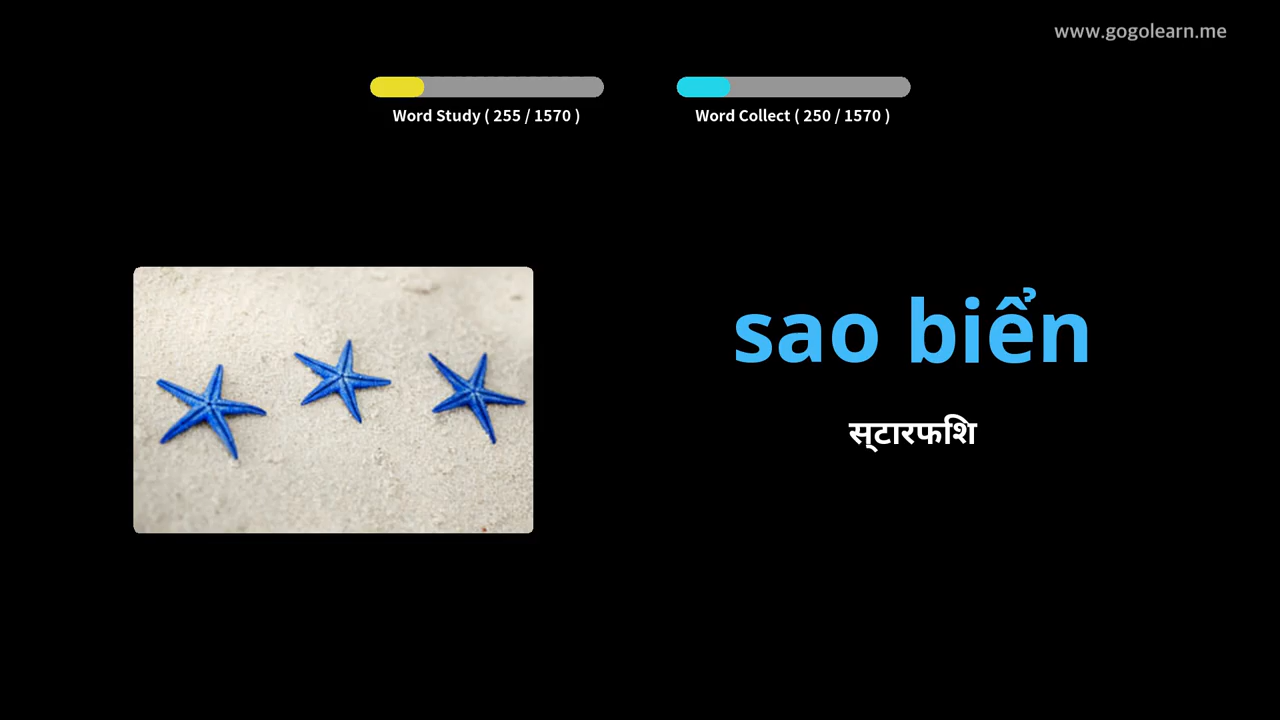 www.gogolearn.me
Word Study ( 255 / 1570 )
Word Collect ( 250 / 1570 )
sao biển
स्टारफिश